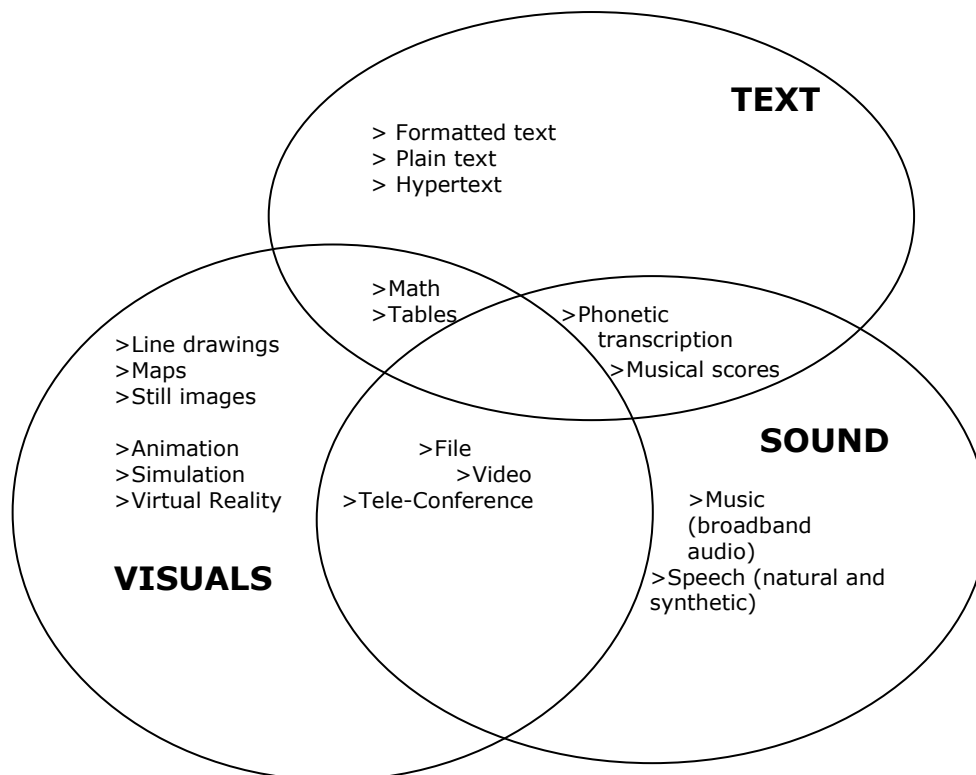 TEXT
> Formatted text
> Plain text
> Hypertext
>Math
>Tables
>Phonetic
transcription
>Musical scores
>Line drawings
>Maps
>Still images
>Animation
>Simulation
>Virtual Reality
VISUALS
>File
>Video
>Tele-Conference
SOUND
>Music
(broadband
audio)
>Speech (natural and
synthetic)